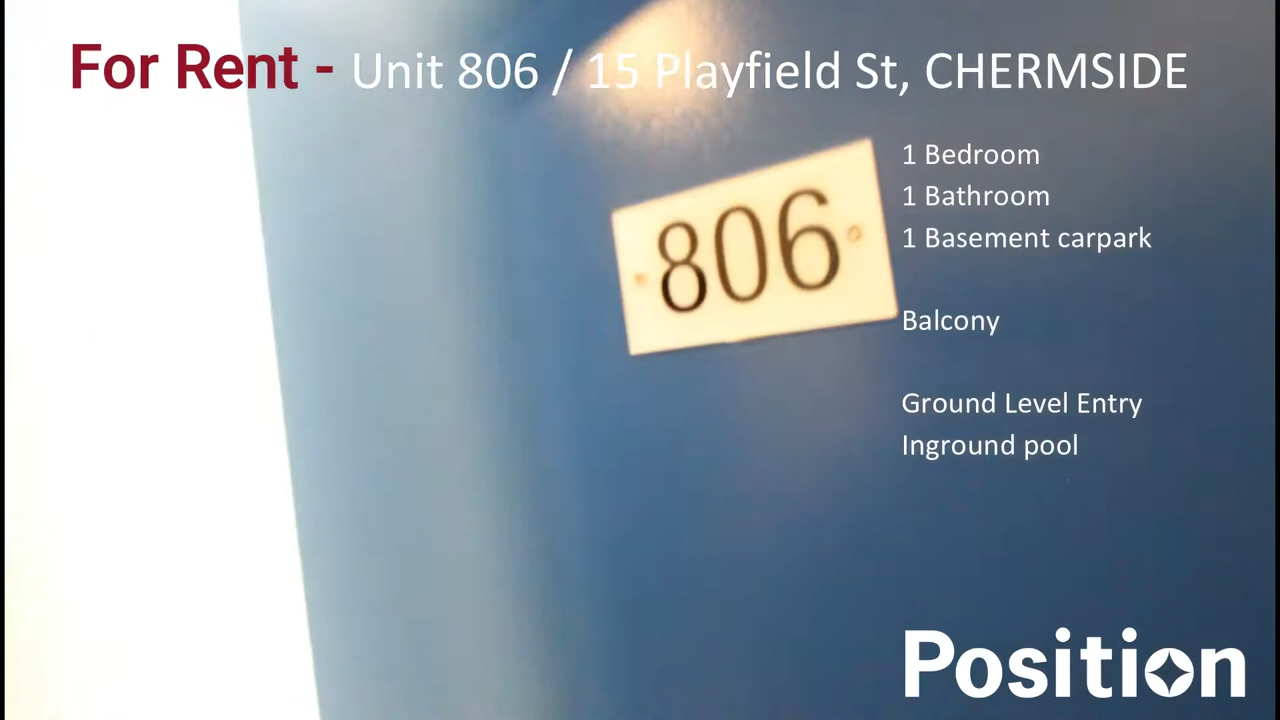 For Rent - Unit 806 / 15 Playfield St, CHERMSIDE
806
1 Bedroom
1 Bathroom
1 Basement carpark
Balcony
Ground Level Entry
Inground pool
Position